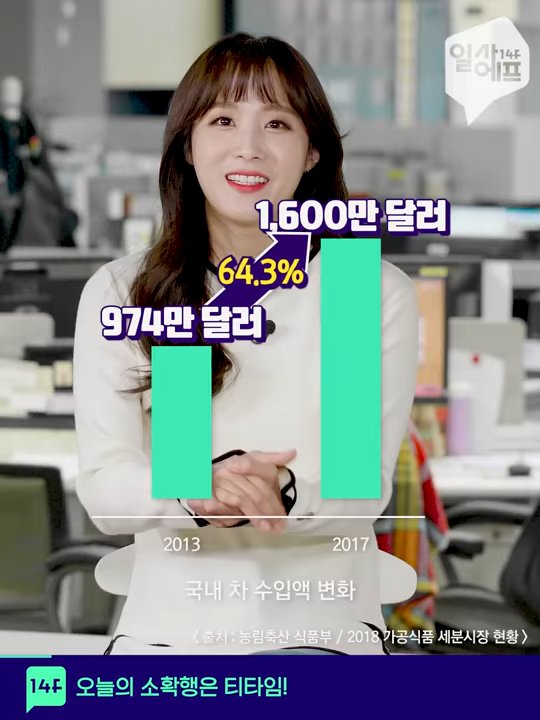 일사 14F
에프
1,600만 달러
64.3%
974만 달러
2013 2017
국내 차 수입액 변화
< 출처 : 농림축산 식품부 / 2018 가공식품 세분시장 현황 >
14F 오늘의 소확행은 티타임!